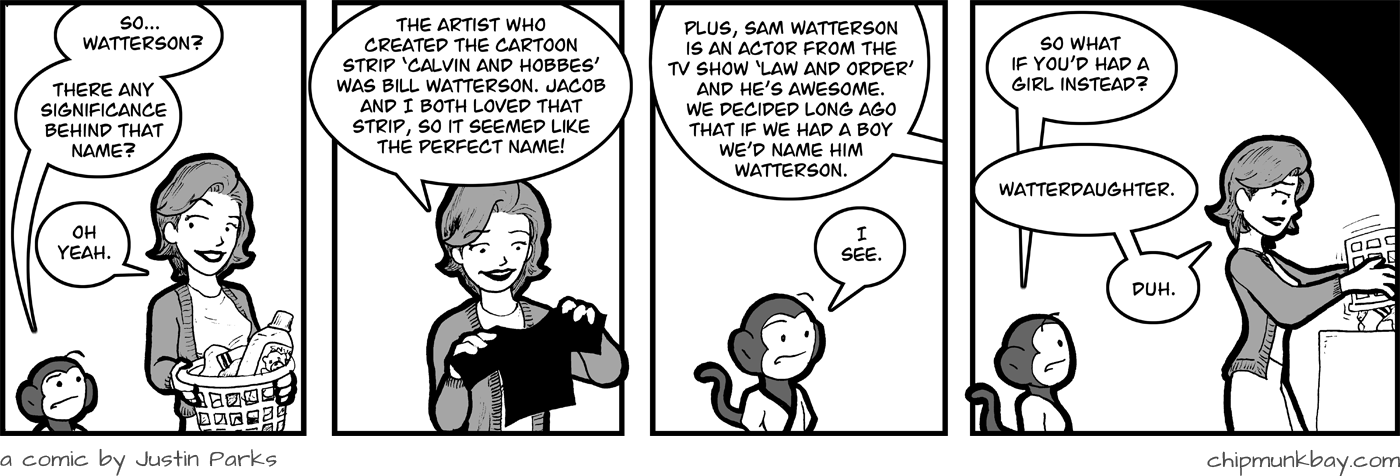 SO...
WATTERSON?
THERE ANY
SIGNIFICANCE
BEHIND THAT
NAME?
OH
YEAH.
THE ARTIST WHO
CREATED THE CARTOON
STRIP 'CALVIN AND HOBBES'
WAS BILL WATTERSON. JACOB
AND I BOTH LOVED THAT
STRIP, SO IT SEEMED LIKE
THE PERFECT NAME!
PLUS, SAM WATTERSON
IS AN ACTOR FROM THE
TV SHOW 'LAW AND ORDER'
AND HE'S AWESOME.
WE DECIDED LONG AGO
THAT IF WE HAD A BOY
WE'D NAME HIM
WATTERSON.
I
SEE.
SO WHAT
IF YOU'D HAD A
GIRL INSTEAD?
WATTERDAUGHTER.
DUH.
a comic by Justin Parks
chipmunkbay.com